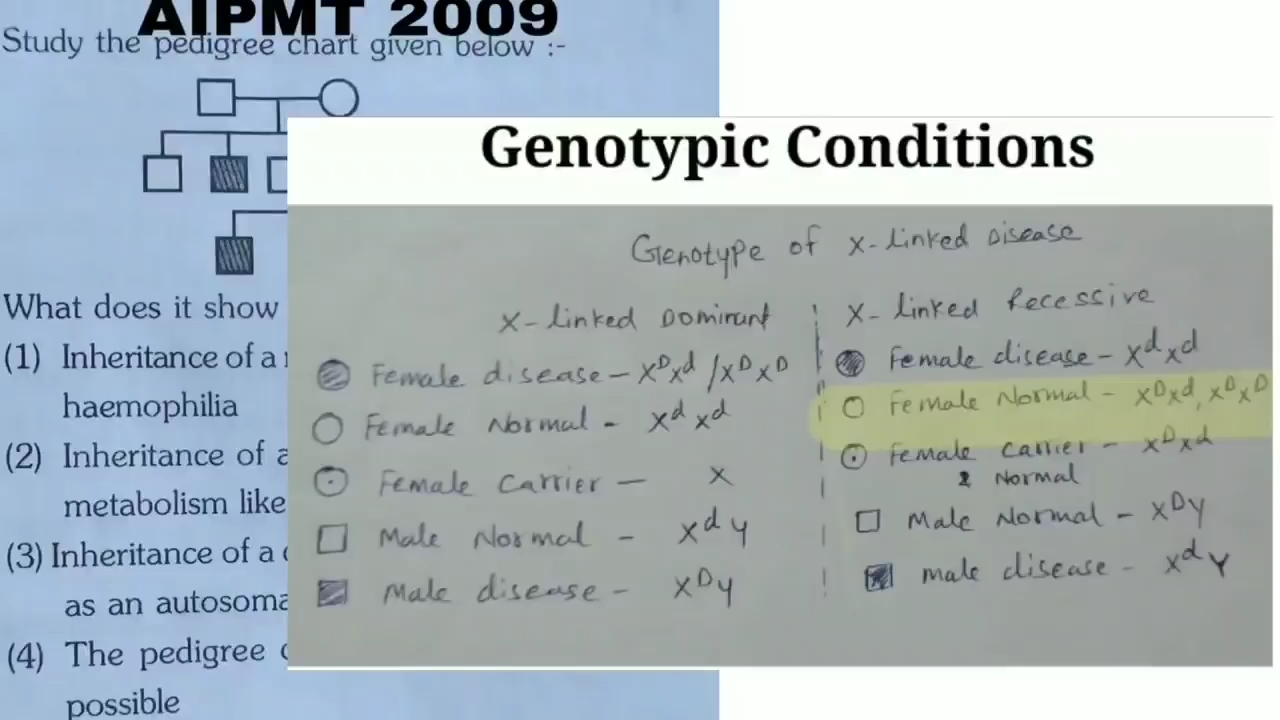 AIPMT 2009
Study the pedigree chart given below :-
What does it show
(1) Inheritance of a
haemophilia
(2) Inheritance of a
metabolism like
(3) Inheritance of a
as an autosoma
(4) The pedigree
possible
Genotypic Conditions
Genotype of X-linked Disease
X-linked Dominant
Female disease - X^D X^d / X^D X^D
Female Normal - X^d X^d
Female Carrier - X
Male Normal - X^d y
Male disease - X^D y
X-linked Recessive
Female disease - X^d X^d
Female Normal - X^D X^d, X^D X^D
Female Carrier - X^D X^d
Normal
Male Normal - X^D y
male disease - X^d Y